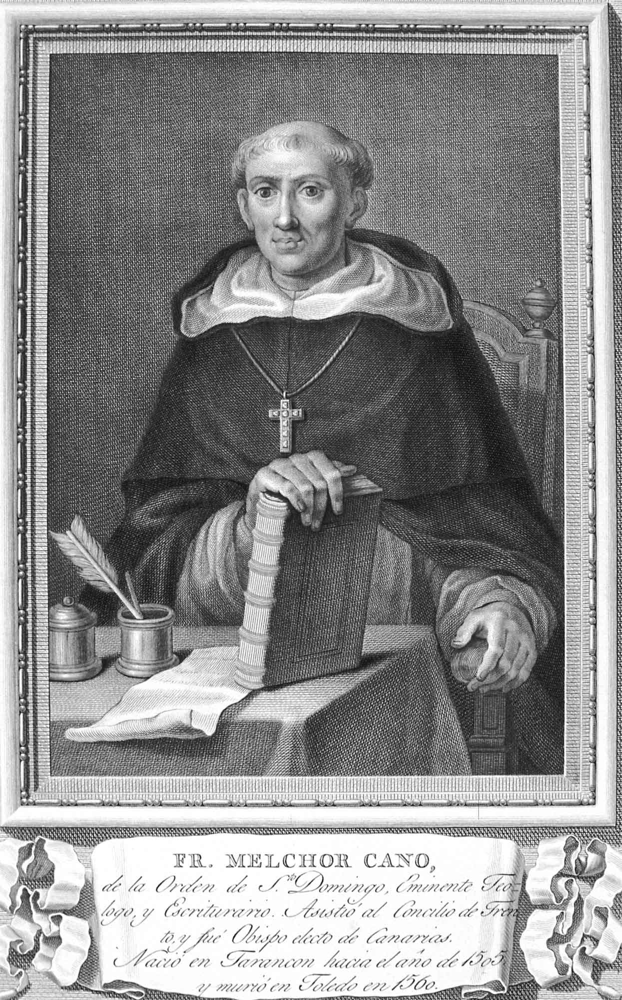 FR. MELCHOR CANO,
de la Orden de S.to Domingo, Eminente Teo-
logo, y Escriturario. Asistió al Concilio de Tren
to, y fué Obispo electo de Canarias.
Nació en Tarancon hacia el año de 1505.
y murió en Toledo en 1560.